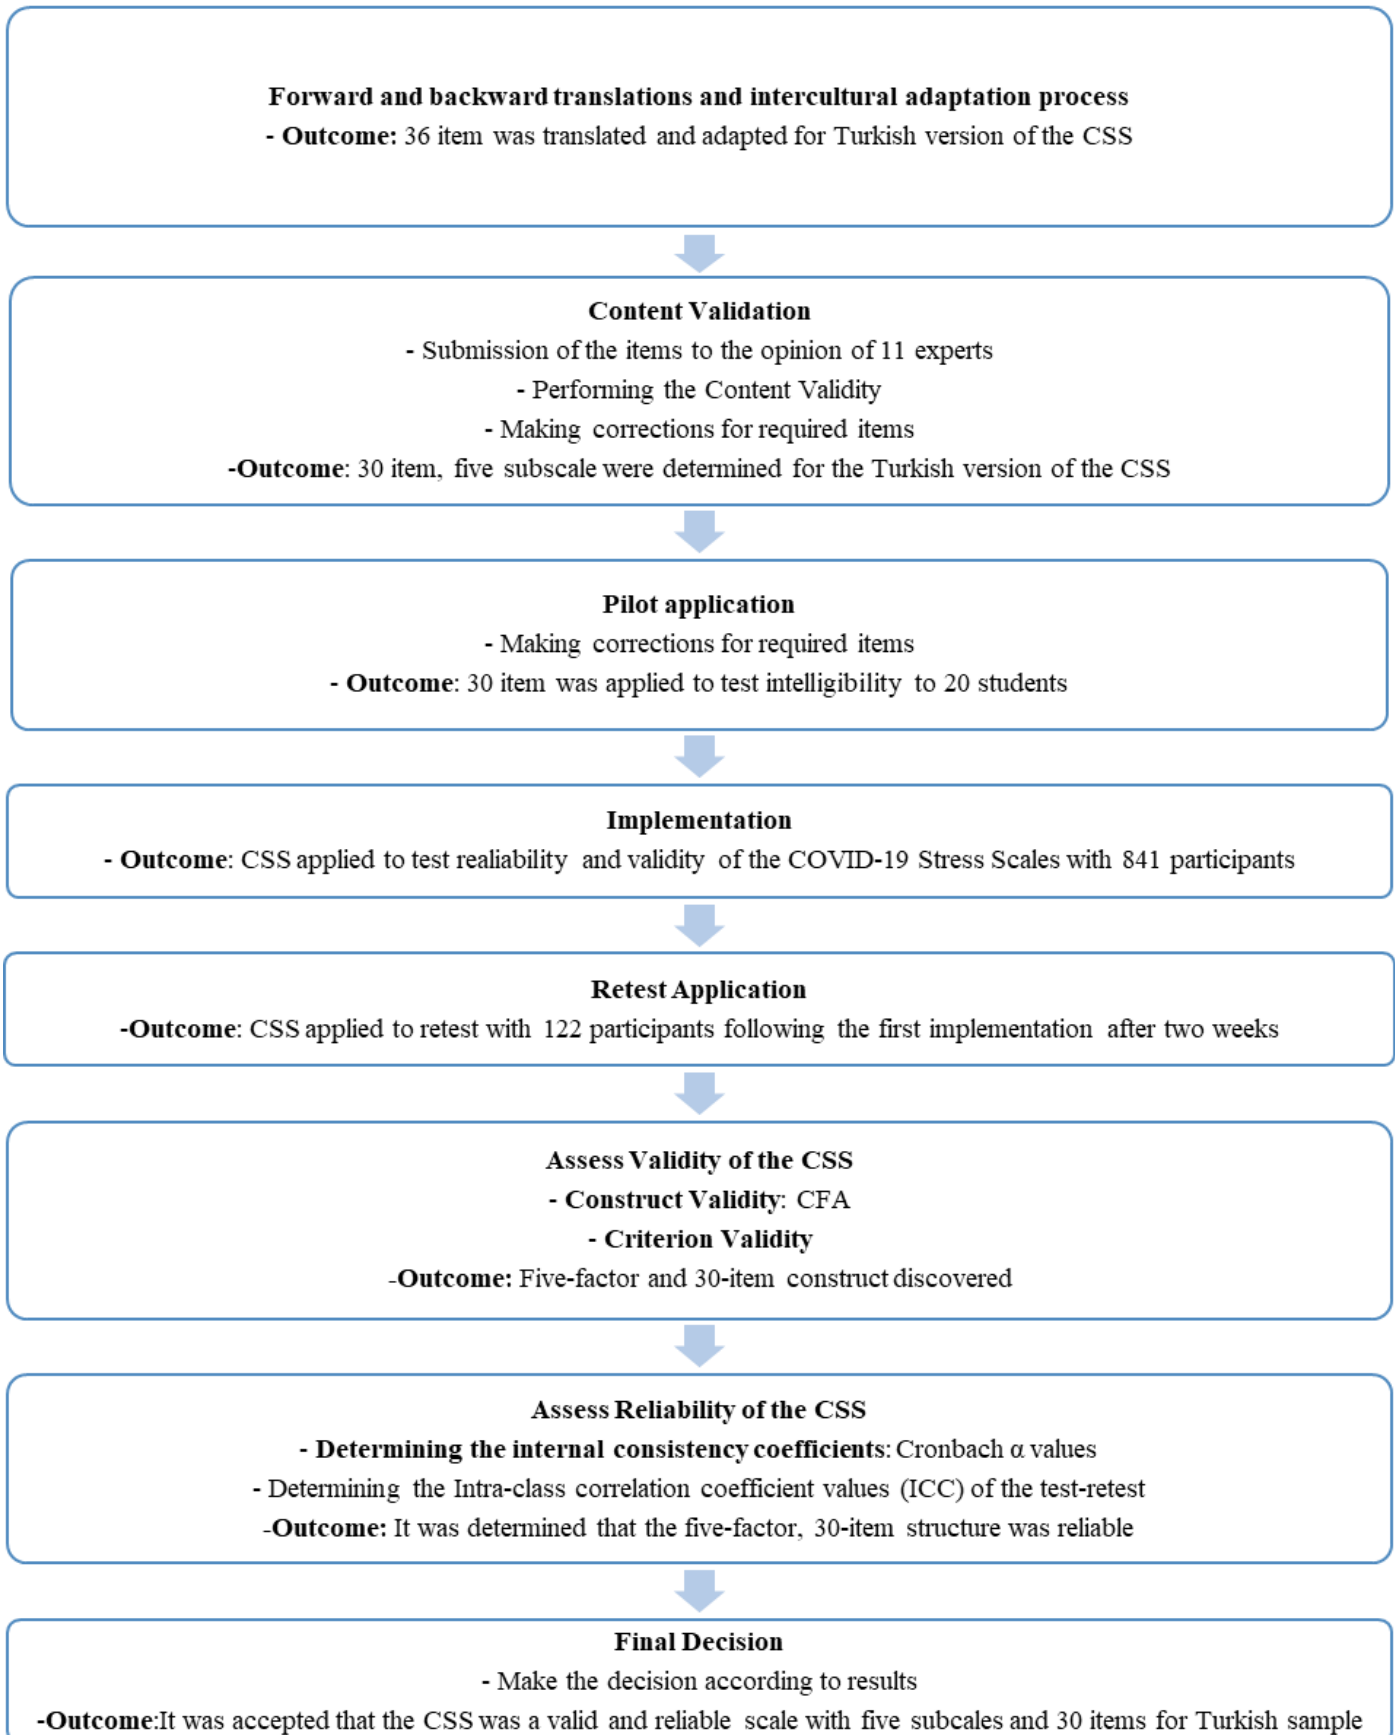 Forward and backward translations and intercultural adaptation process
- Outcome: 36 item was translated and adapted for Turkish version of the CSS
Content Validation
- Submission of the items to the opinion of 11 experts
- Performing the Content Validity
- Making corrections for required items
-Outcome: 30 item, five subscale were determined for the Turkish version of the CSS
Pilot application
- Making corrections for required items
- Outcome: 30 item was applied to test intelligibility to 20 students
Implementation
- Outcome: CSS applied to test realiability and validity of the COVID-19 Stress Scales with 841 participants
Retest Application
-Outcome: CSS applied to retest with 122 participants following the first implementation after two weeks
Assess Validity of the CSS
- Construct Validity: CFA
- Criterion Validity
-Outcome: Five-factor and 30-item construct discovered
Assess Reliability of the CSS
- Determining the internal consistency coefficients: Cronbach α values
- Determining the Intra-class correlation coefficient values (ICC) of the test-retest
-Outcome: It was determined that the five-factor, 30-item structure was reliable
Final Decision
- Make the decision according to results
-Outcome:It was accepted that the CSS was a valid and reliable scale with five subcales and 30 items for Turkish sample